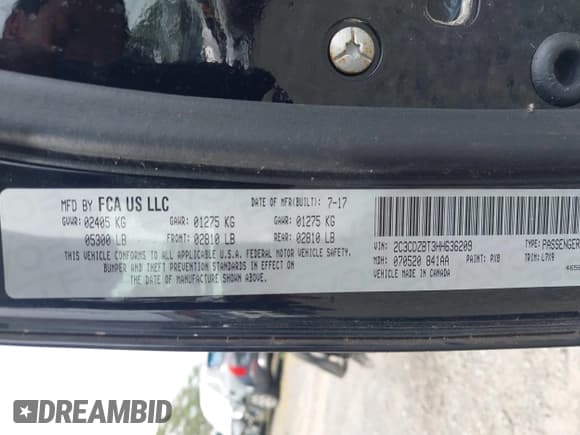 MFD BY FCA US LLC
DATE OF MFR(BUILT): 7-17
GVWR: 02405 KG GAWR: 01275 KG GAWR: 01275 KG
05300 LB FRONT: 02810 LB REAR: 02810 LB
THIS VEHICLE CONFORMS TO ALL APPLICABLE U.S.A. FEDERAL MOTOR VEHICLE SAFETY,
BUMPER AND THEFT PREVENTION STANDARDS IN EFFECT ON
THE DATE OF MANUFACTURE SHOWN ABOVE.
VIN: 2C3CDZBT3HH636209 TYPE: PASSENGER
MDH: 070520 841AA PAINT: PX8 TRIM: L7X9
VEHICLE MADE IN CANADA
4656
DREAMBID